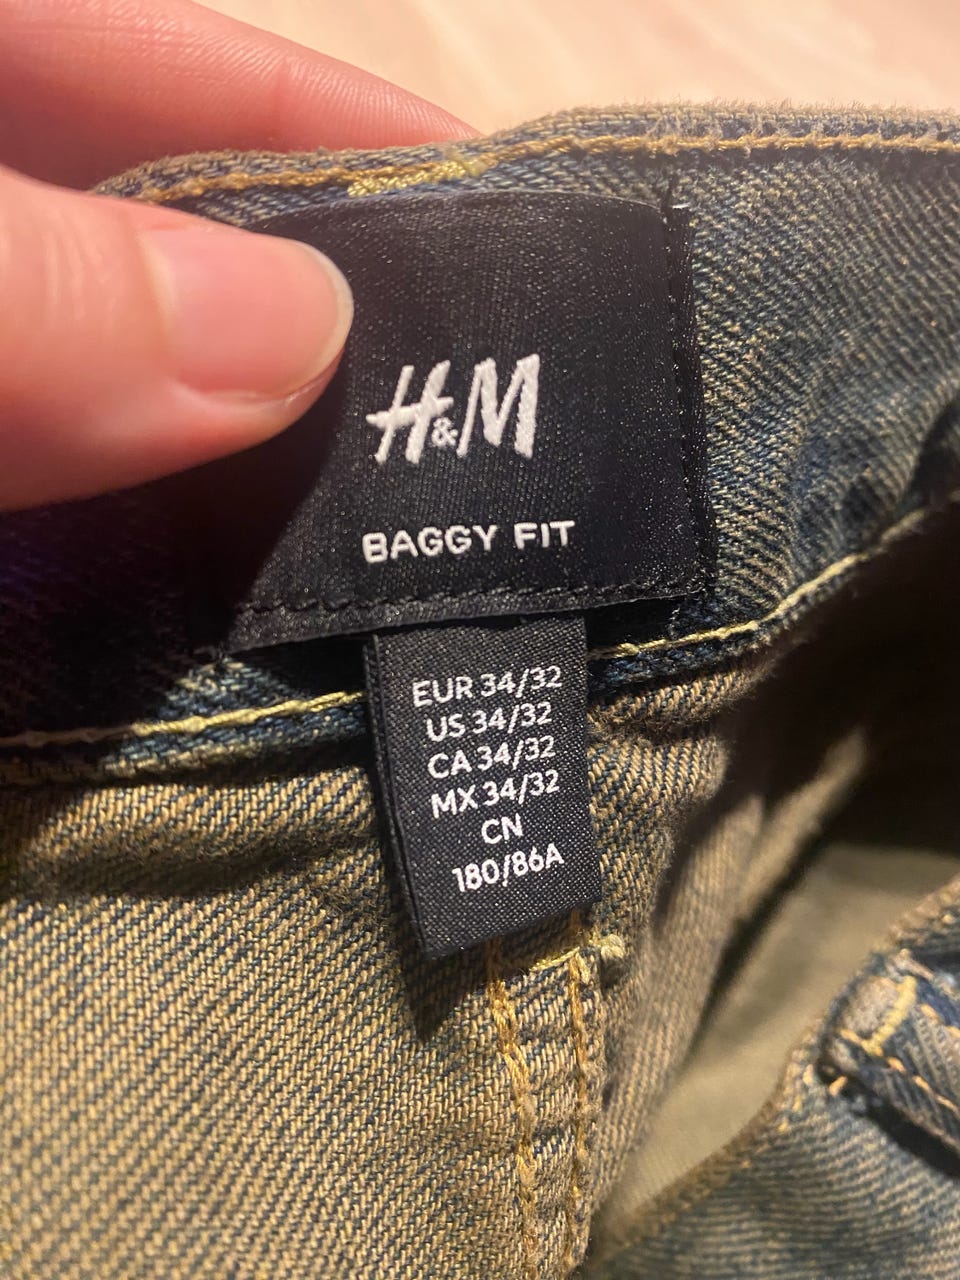 H&M
BAGGY FIT
EUR 34/32
US 34/32
CA 34/32
MX 34/32
CN
180/86A